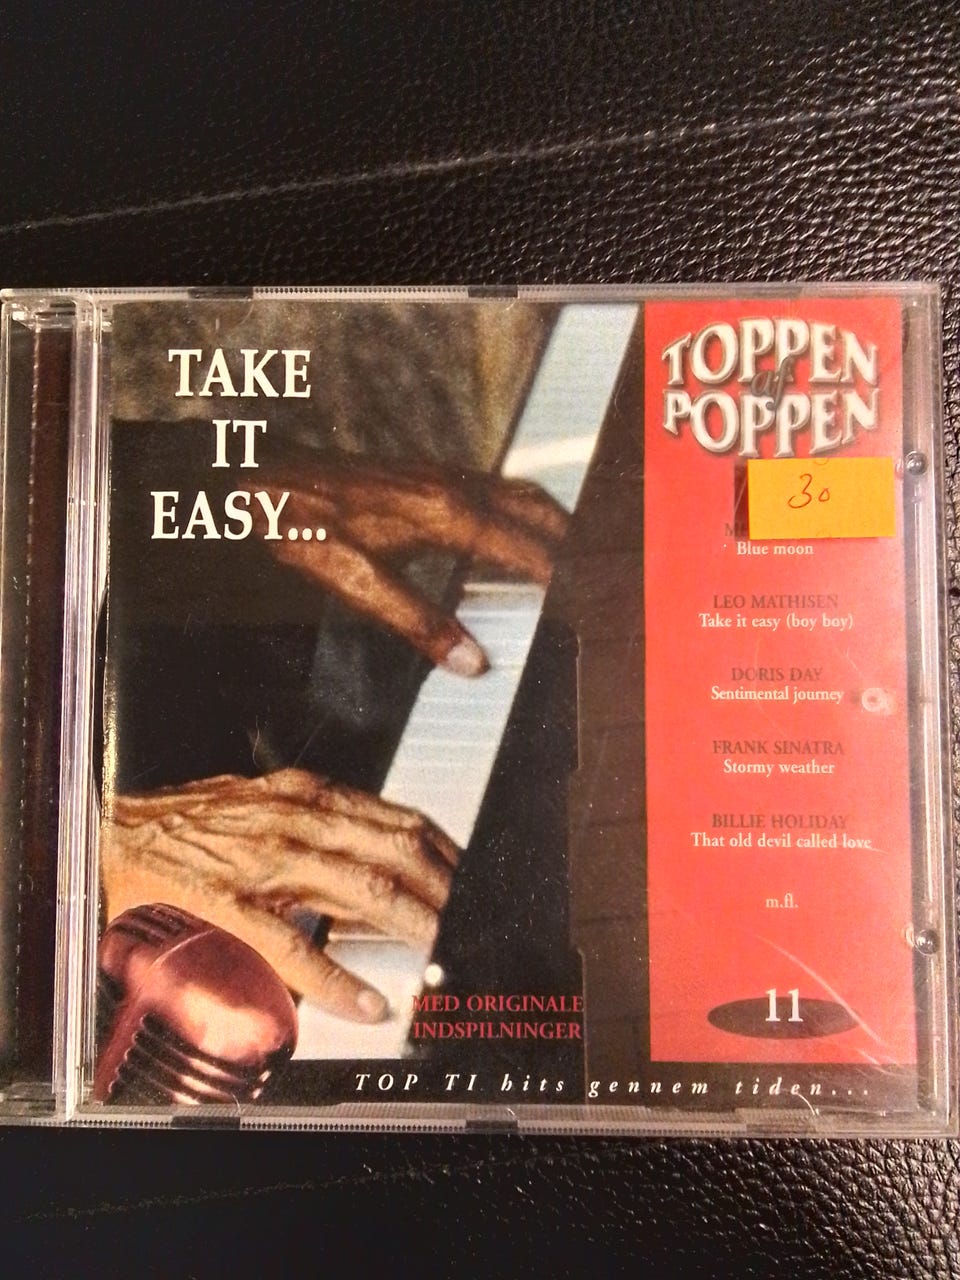 TAKE
IT
EASY...
TOPPEN
af
POPPEN
30
Blue moon
LEO MATHISEN
Take it easy (boy boy)
DORIS DAY
Sentimental journey
FRANK SINATRA
Stormy weather
BILLIE HOLIDAY
That old devil called love
m.fl.
11
MED ORIGINALE
INDSPILNINGER
TOP TI hits gennem tiden...